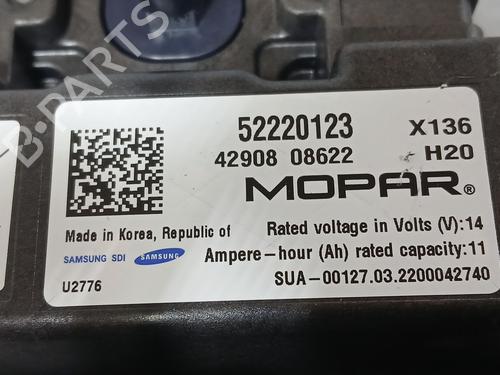 52220123 X136
42908 08622 H20
MOPAR®
Made in Korea, Republic of Rated voltage in Volts (V):14
SAMSUNG SDI SAMSUNG Ampere-hour (Ah) rated capacity:11
U2776 SUA-00127.03.2200042740
B-PARTS